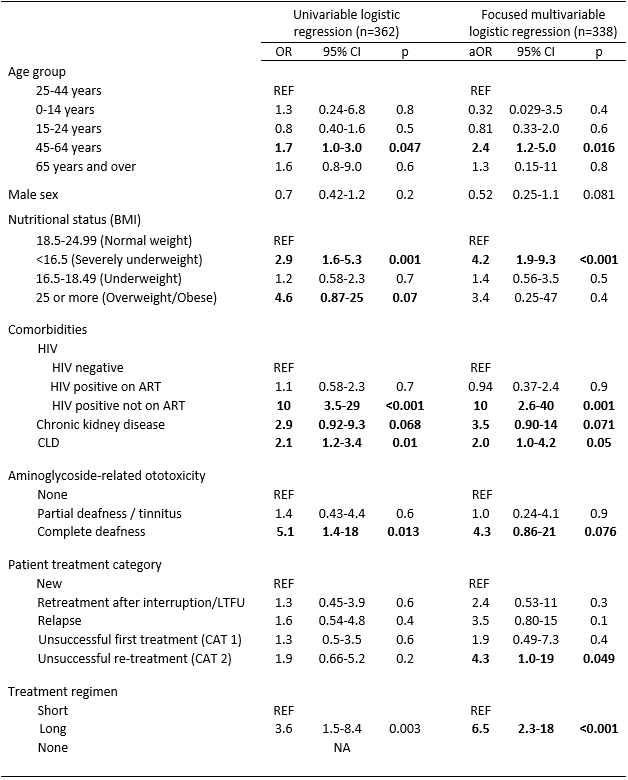 Univariable logistic regression (n=362) Focused multivariable logistic regression (n=338)
OR 95% CI p aOR 95% CI p
Age group
25-44 years REF REF
0-14 years 1.3 0.24-6.8 0.8 0.32 0.029-3.5 0.4
15-24 years 0.8 0.40-1.6 0.5 0.81 0.33-2.0 0.6
45-64 years 1.7 1.0-3.0 0.047 2.4 1.2-5.0 0.016
65 years and over 1.6 0.8-9.0 0.6 1.3 0.15-11 0.8
Male sex 0.7 0.42-1.2 0.2 0.52 0.25-1.1 0.081
Nutritional status (BMI)
18.5-24.99 (Normal weight) REF REF
<16.5 (Severely underweight) 2.9 1.6-5.3 0.001 4.2 1.9-9.3 <0.001
16.5-18.49 (Underweight) 1.2 0.58-2.3 0.7 1.4 0.56-3.5 0.5
25 or more (Overweight/Obese) 4.6 0.87-25 0.07 3.4 0.25-47 0.4
Comorbidities
HIV
HIV negative REF REF
HIV positive on ART 1.1 0.58-2.3 0.7 0.94 0.37-2.4 0.9
HIV positive not on ART 10 3.5-29 <0.001 10 2.6-40 0.001
Chronic kidney disease 2.9 0.92-9.3 0.068 3.5 0.90-14 0.071
CLD 2.1 1.2-3.4 0.01 2.0 1.0-4.2 0.05
Aminoglycoside-related ototoxicity
None REF REF
Partial deafness / tinnitus 1.4 0.43-4.4 0.6 1.0 0.24-4.1 0.9
Complete deafness 5.1 1.4-18 0.013 4.3 0.86-21 0.076
Patient treatment category
New REF REF
Retreatment after interruption/LTFU 1.3 0.45-3.9 0.6 2.4 0.53-11 0.3
Relapse 1.6 0.54-4.8 0.4 3.5 0.80-15 0.1
Unsuccessful first treatment (CAT 1) 1.3 0.5-3.5 0.6 1.9 0.49-7.3 0.4
Unsuccessful re-treatment (CAT 2) 1.9 0.66-5.2 0.2 4.3 1.0-19 0.049
Treatment regimen
Short REF REF
Long 3.6 1.5-8.4 0.003 6.5 2.3-18 <0.001
None NA